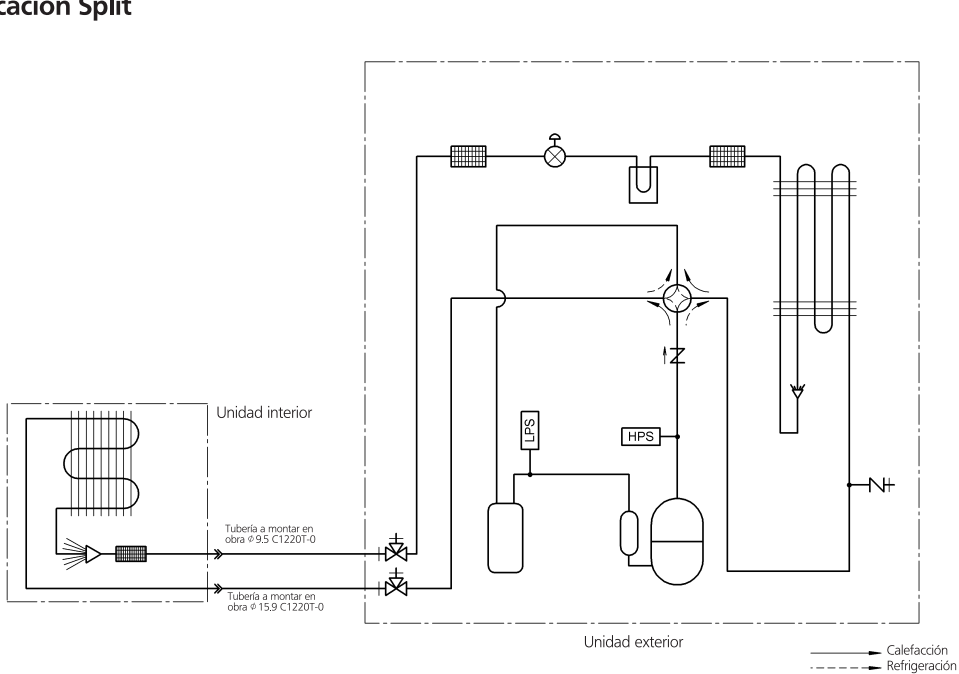 cación Split
LPS
HPS
Unidad interior
Tubería a montar en
obra ϕ 9.5 C1220T-0
Tubería a montar en
obra ϕ 15.9 C1220T-0
Unidad exterior
Calefacción
Refrigeración